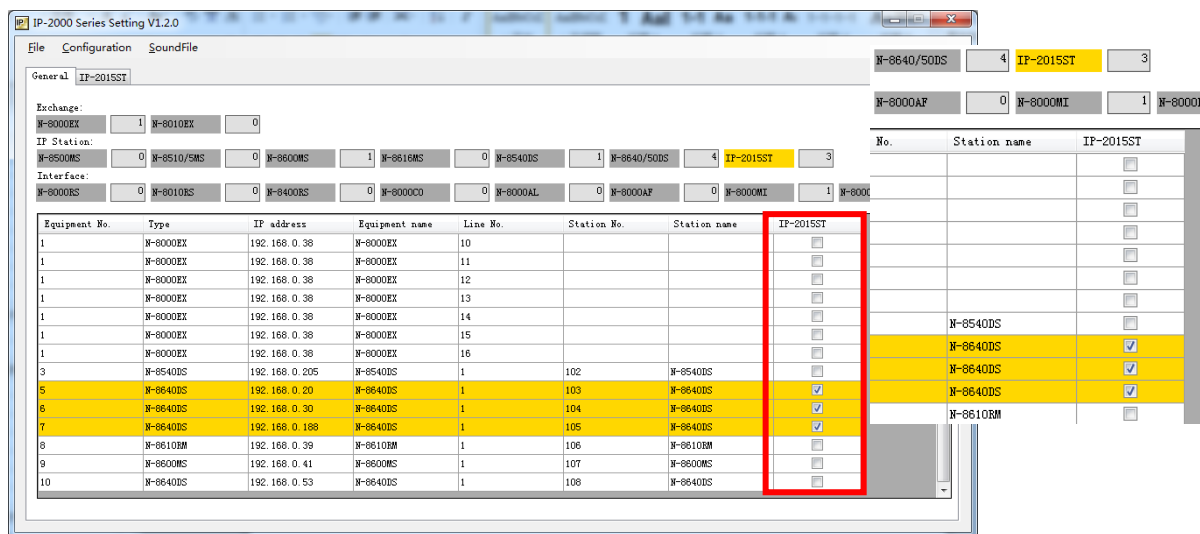 IP-2000 Series Setting V1.2.0
File Configuration SoundFile
General IP-2015ST
Exchange:
N-8000EX 1 N-8010EX 0
IP Station:
N-8500MS 0 N-8510/5MS 0 N-8600MS 1 N-8616MS 0 N-8540DS 1 N-8640/50DS 4 IP-2015ST 3
Interface:
N-8000RS 0 N-8010RS 0 N-8400RS 0 N-8000CO 0 N-8000AL 0 N-8000AF 0 N-8000MI 1 N-8000
Equipment No. Type IP address Equipment name Line No. Station No. Station name IP-2015ST
1 N-8000EX 192.168.0.38 N-8000EX 10
1 N-8000EX 192.168.0.38 N-8000EX 11
1 N-8000EX 192.168.0.38 N-8000EX 12
1 N-8000EX 192.168.0.38 N-8000EX 13
1 N-8000EX 192.168.0.38 N-8000EX 14
1 N-8000EX 192.168.0.38 N-8000EX 15
1 N-8000EX 192.168.0.38 N-8000EX 16
3 N-8540DS 192.168.0.205 N-8540DS 1 102 N-8540DS
5 N-8640DS 192.168.0.20 N-8640DS 1 103 N-8640DS
6 N-8640DS 192.168.0.30 N-8640DS 1 104 N-8640DS
7 N-8640DS 192.168.0.188 N-8640DS 1 105 N-8640DS
8 N-8610RM 192.168.0.39 N-8610RM 1 106 N-8610RM
9 N-8600MS 192.168.0.41 N-8600MS 1 107 N-8600MS
10 N-8640DS 192.168.0.53 N-8640DS 1 108 N-8640DS
N-8640/50DS 4 IP-2015ST 3
N-8000AF 0 N-8000MI 1 N-8000
No. Station name IP-2015ST
N-8540DS
N-8640DS
N-8640DS
N-8640DS
N-8610RM